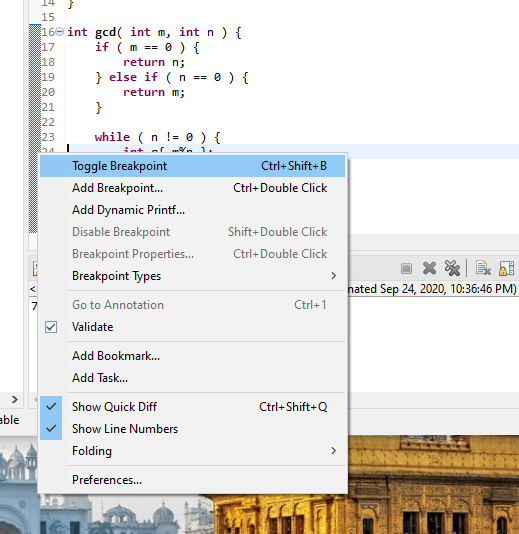 14 }
15
16 int gcd( int m, int n ) {
17 if ( m == 0 ) {
18 return n;
19 } else if ( n == 0 ) {
20 return m;
21 }
22
23 while ( n != 0 ) {
24 int r{ m%n };
Toggle Breakpoint Ctrl+Shift+B
Add Breakpoint... Ctrl+Double Click
Add Dynamic Printf...
Disable Breakpoint Shift+Double Click
Breakpoint Properties... Ctrl+Double Click
Breakpoint Types
Go to Annotation Ctrl+1
nated Sep 24, 2020, 10:36:46 PM)
<
7
Validate
Add Bookmark...
Add Task...
Show Quick Diff Ctrl+Shift+Q
able
Show Line Numbers
Folding
Preferences...